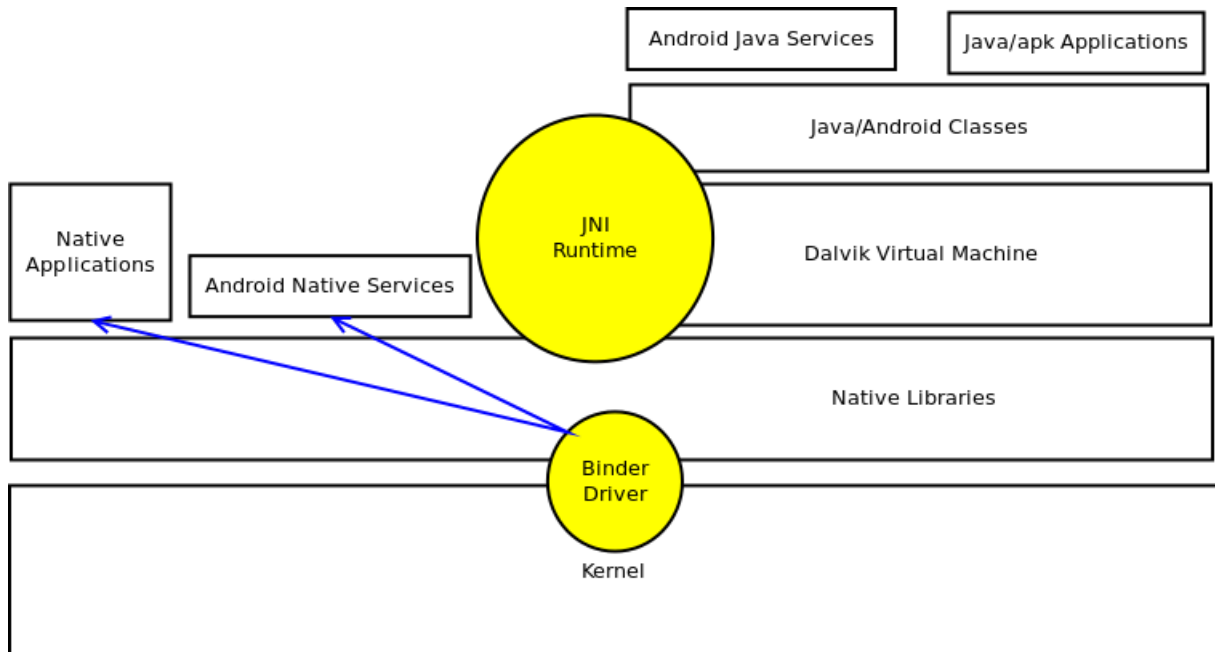 Android Java Services
Java/apk Applications
Java/Android Classes
JNI
Runtime
Native
Applications
Dalvik Virtual Machine
Android Native Services
Native Libraries
Binder
Driver
Kernel